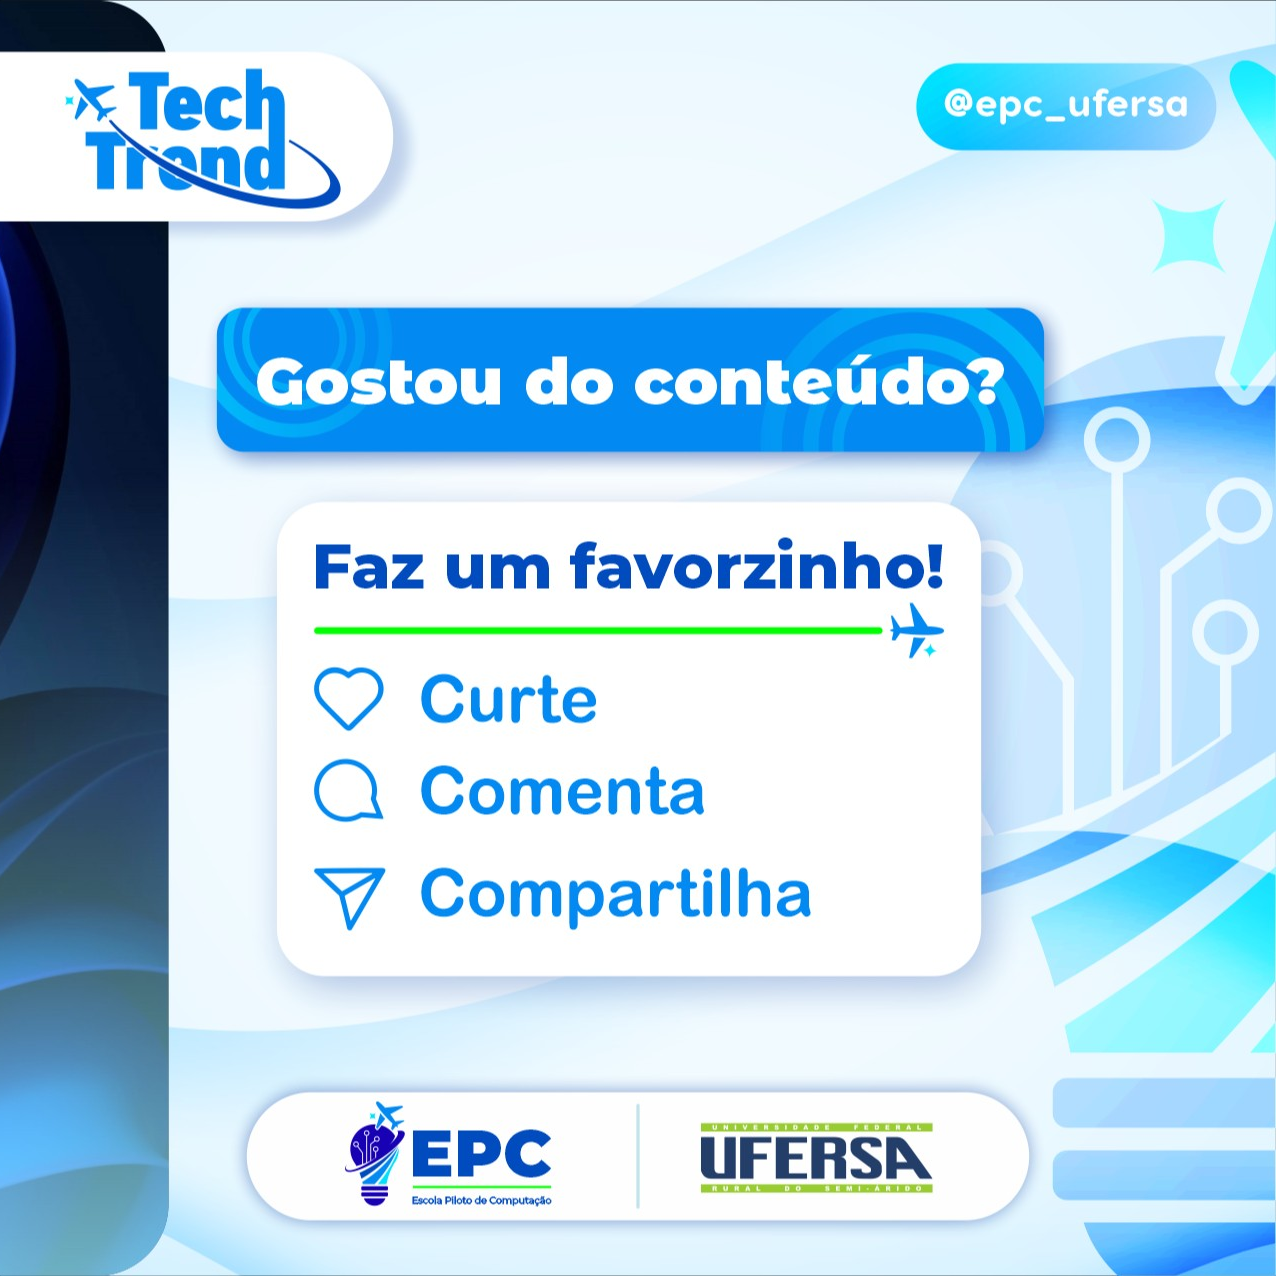 Tech
Trend
@epc_ufersa
Gostou do conteúdo?
Faz um favorzinho!
Curte
Comenta
Compartilha
EPC
Escola Piloto de Computação
UNIVERSIDADE FEDERAL
UFERSA
RURAL DO SEMI-ÁRIDO